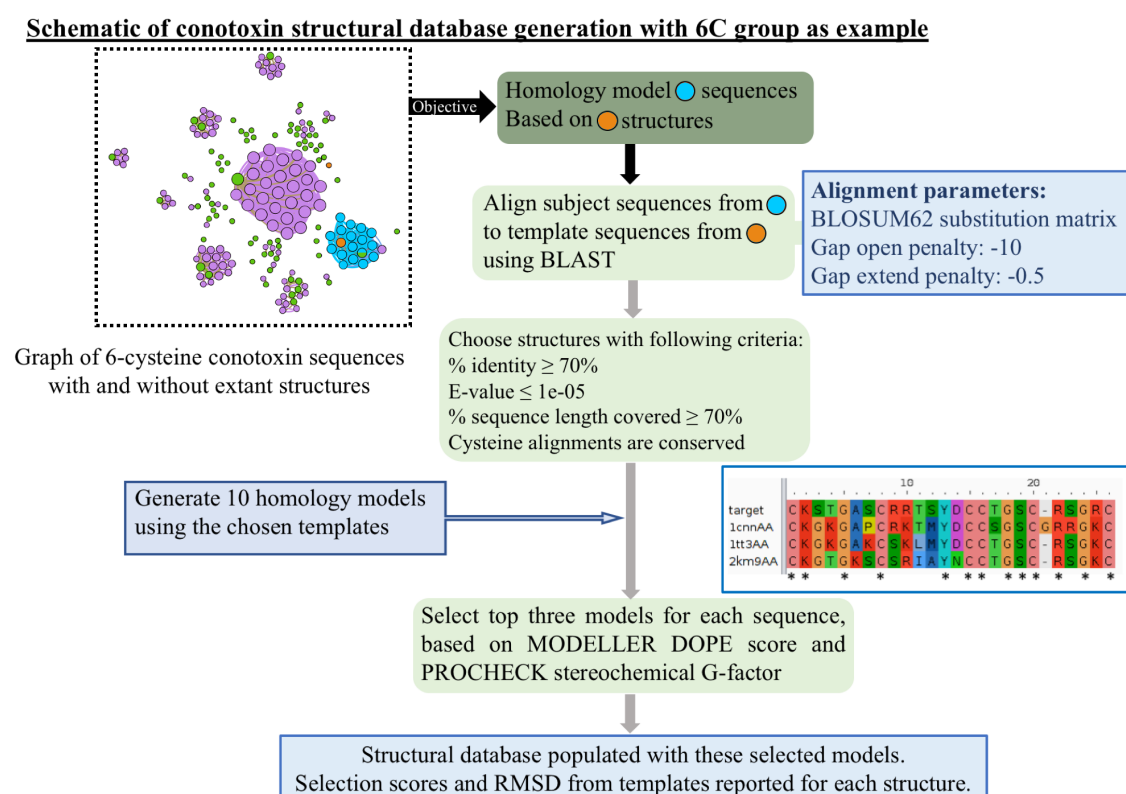 Schematic of conotoxin structural database generation with 6C group as example
Objective
Homology model sequences
Based on structures
Align subject sequences from
to template sequences from
using BLAST
Alignment parameters:
BLOSUM62 substitution matrix
Gap open penalty: -10
Gap extend penalty: -0.5
Graph of 6-cysteine conotoxin sequences
with and without extant structures
Choose structures with following criteria:
% identity ≥ 70%
E-value ≤ 1e-05
% sequence length covered ≥ 70%
Cysteine alignments are conserved
Generate 10 homology models
using the chosen templates
10 20
target CKSTGASCRRTSYDCCTGSC-RSGRC
1cnnAA CKGKGAPCRKTMYDCCSGSCGRRGKC
1tt3AA CKGKGAKCSKLMYDCCTGSC-RSGKC
2km9AA CKGTGKSCSRIAYNCCTGSC-RSGKC
* * * * * * * * * * * * *
Select top three models for each sequence,
based on MODELLER DOPE score and
PROCHECK stereochemical G-factor
Structural database populated with these selected models.
Selection scores and RMSD from templates reported for each structure.